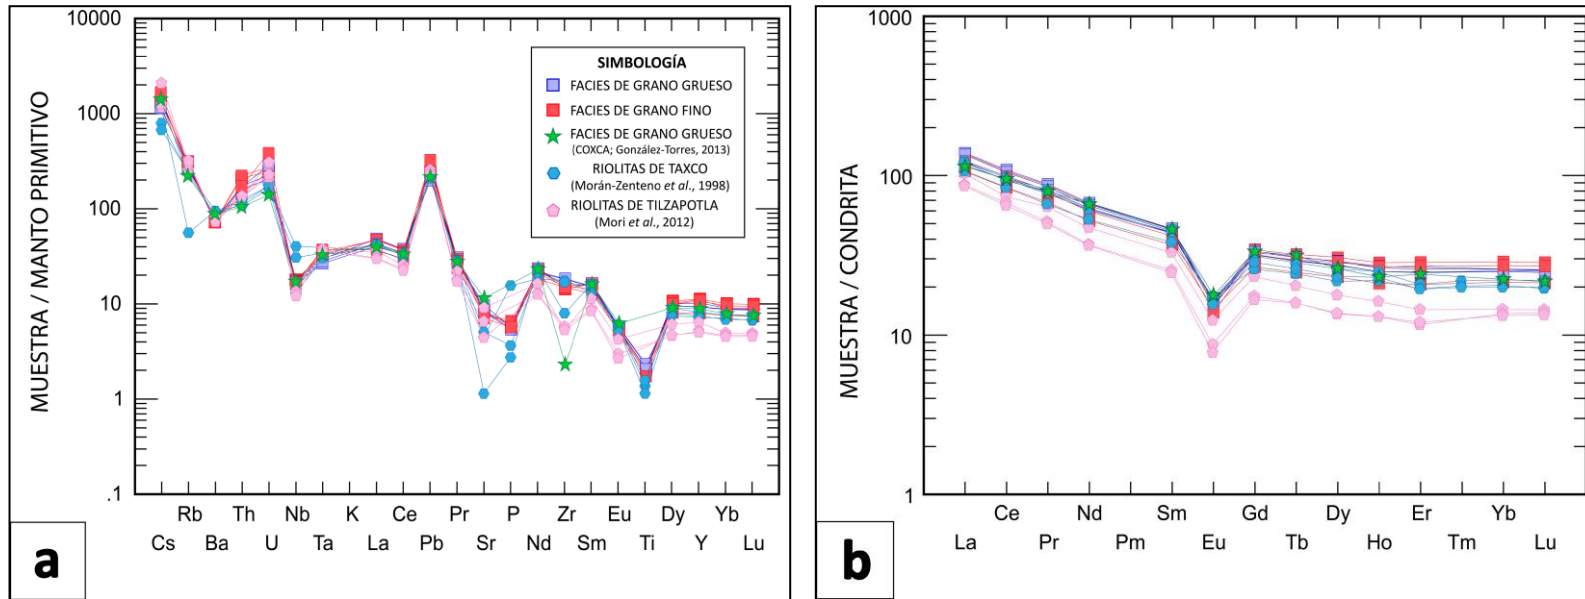 MUESTRA / MANTO PRIMITIVO
10000
1000
100
10
1
.1
SIMBOLOGÍA
FACIES DE GRANO GRUESO
FACIES DE GRANO FINO
FACIES DE GRANO GRUESO
(COXCA; González-Torres, 2013)
RIOLITAS DE TAXCO
(Morán-Zenteno et al., 1998)
RIOLITAS DE TILZAPOTLA
(Mori et al., 2012)
Rb Th Nb K Ce Pr P Zr Eu Dy Yb
Cs Ba U Ta La Pb Sr Nd Sm Ti Y Lu
a
MUESTRA / CONDRITA
1000
100
10
1
Ce Nd Sm Gd Dy Er Yb
La Pr Pm Eu Tb Ho Tm Lu
b